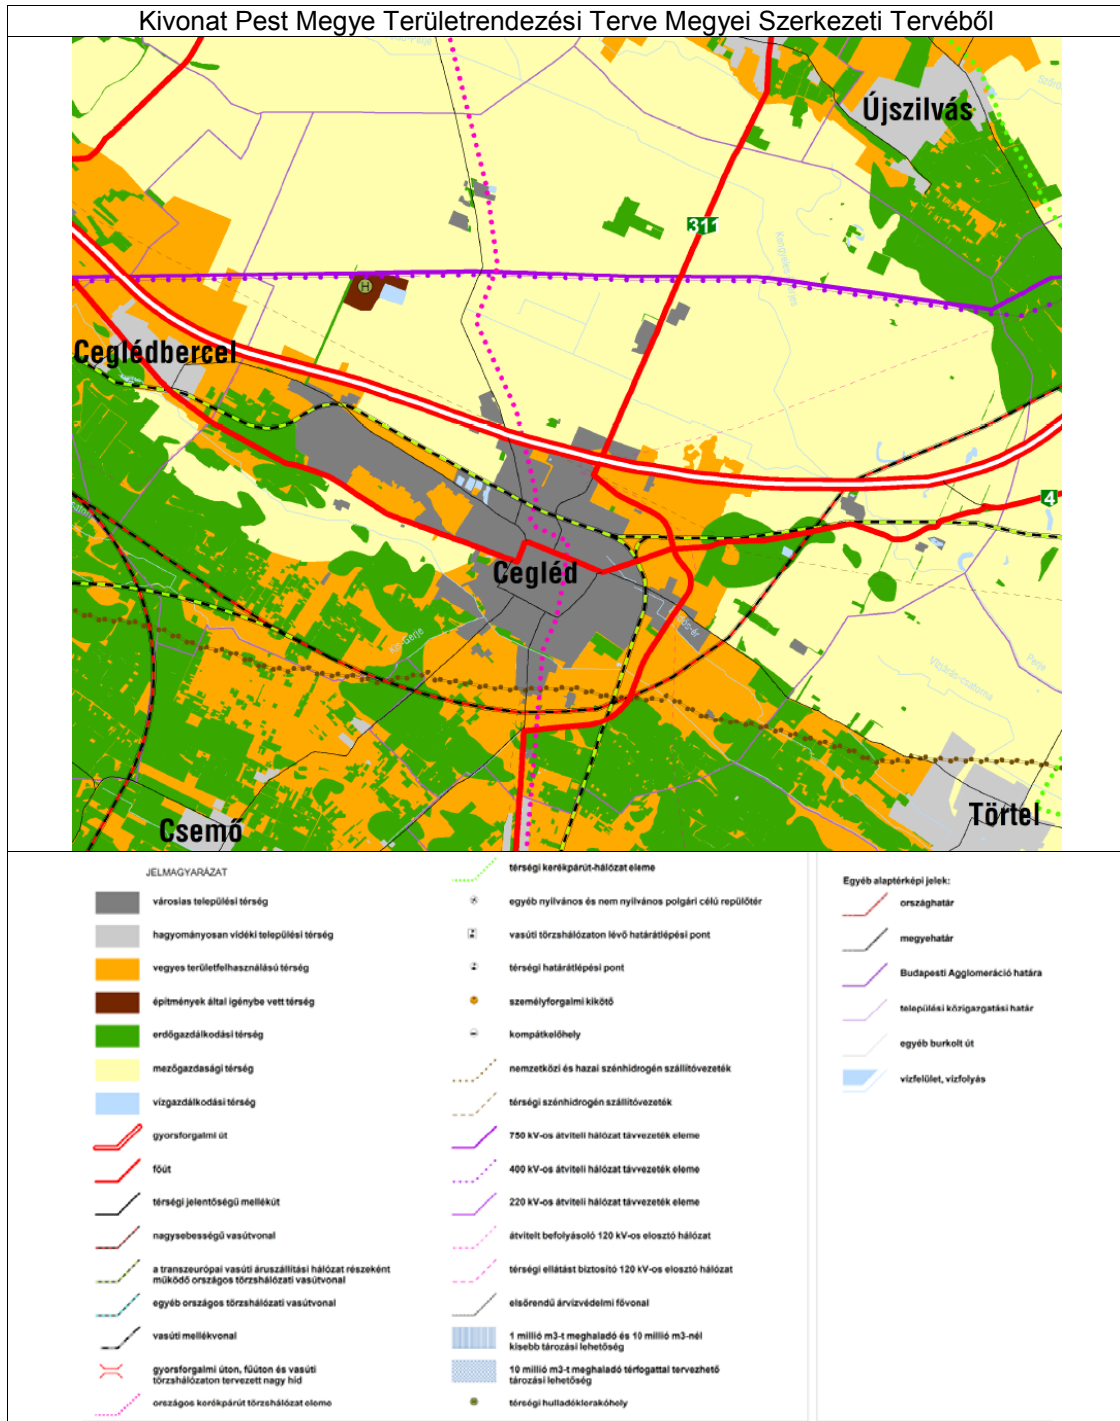 Kivonat Pest Megye Területrendezési Terve Megyei Szerkezeti Tervéből
Újszilvás
311
H
Ceglédbercel
4
Cegléd
Kis-Gerje
Perje
Törtel
Csemő
JELMAGYARÁZAT
városias települési térség
hagyományosan vidéki települési térség
vegyes területfelhasználású térség
építmények által igénybe vett térség
erdőgazdálkodási térség
mezőgazdasági térség
vízgazdálkodási térség
gyorsforgalmi út
főút
térségi jelentőségű mellékút
nagysebességű vasútvonal
a transzeurópai vasúti áruszállítási hálózat részeként
működő országos törzshálózati vasútvonal
egyéb országos törzshálózati vasútvonal
vasúti mellékvonal
gyorsforgalmi úton, főúton és vasúti
törzshálózaton tervezett nagy híd
országos kerékpárút törzshálózat eleme
térségi kerékpárút-hálózat eleme
egyéb nyilvános és nem nyilvános polgári célú repülőtér
vasúti törzshálózaton lévő határátlépési pont
térségi határátlépési pont
személyforgalmi kikötő
kompátkelőhely
nemzetközi és hazai szénhidrogén szállítóvezeték
térségi szénhidrogén szállítóvezeték
750 kV-os átviteli hálózat távvezeték eleme
400 kV-os átviteli hálózat távvezeték eleme
220 kV-os átviteli hálózat távvezeték eleme
átvitelt befolyásoló 120 kV-os elosztó hálózat
térségi ellátást biztosító 120 kV-os elosztó hálózat
elsőrendű árvízvédelmi fővonal
1 millió m3-t meghaladó és 10 millió m3-nél
kisebb tározási lehetőség
10 millió m3-t meghaladó térfogattal tervezhető
tározási lehetőség
térségi hulladéklerakóhely
Egyéb alaptérképi jelek:
országhatár
megyehatár
Budapesti Agglomeráció határa
települési közigazgatási határ
egyéb burkolt út
vízfelület, vízfolyás